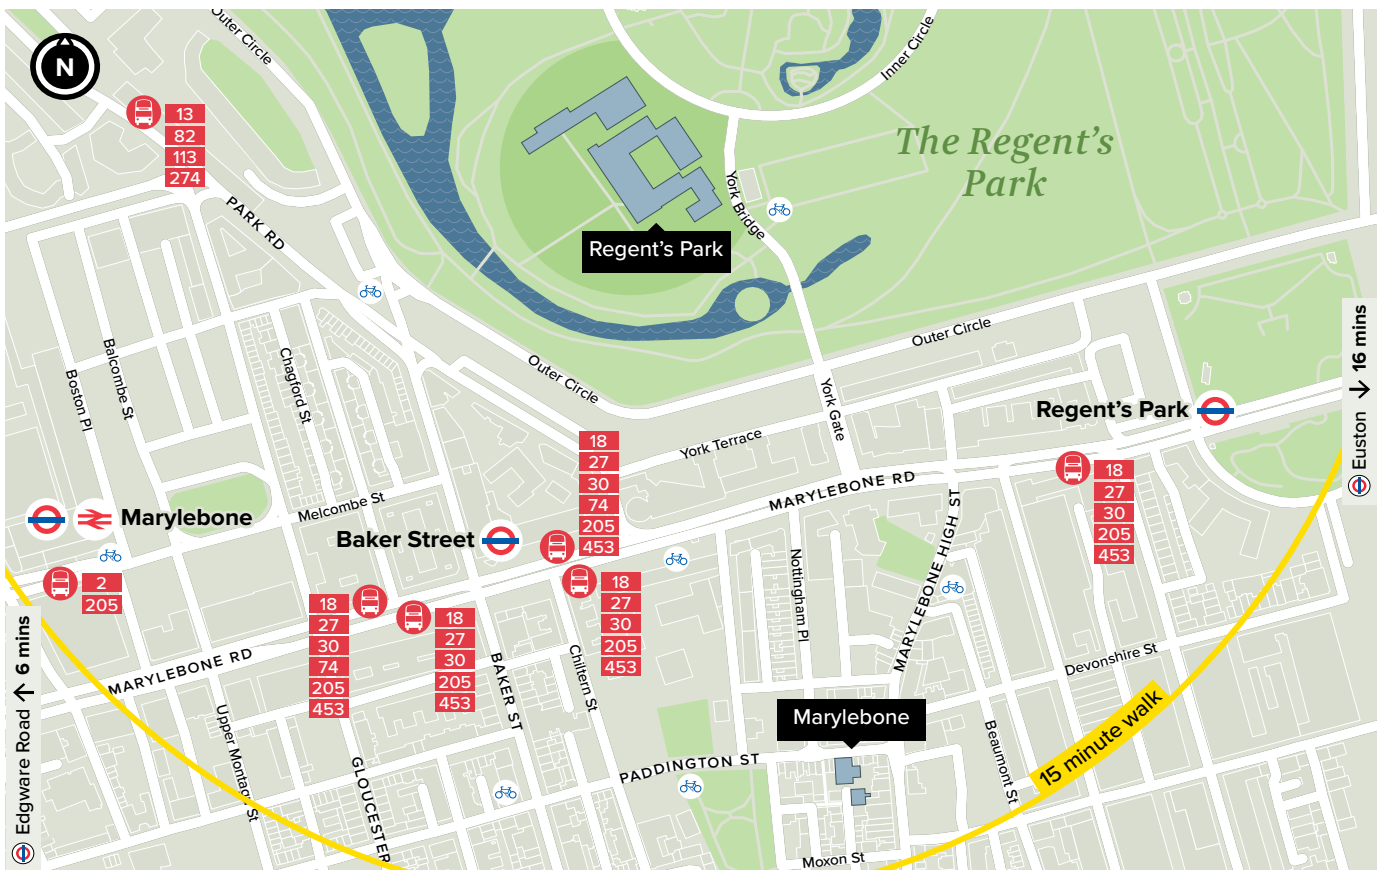 Outer Circle
Inner Circle
N
13
82
113
274
The Regent's
Park
York Bridge
PARK RD
Regent's Park
Outer Circle
Outer Circle
Euston → 16 mins
Balcombe St
Boston Pl
Chagford St
York Gate
Regent's Park
York Terrace
18
27
30
74
205
453
MARYLEBONE RD
18
27
30
205
453
Melcombe St
Marylebone
Baker Street
MARYLEBONE HIGH ST
Nottingham Pl
2
205
18
27
30
74
205
453
18
27
30
205
453
18
27
30
205
453
MARYLEBONE RD
BAKER ST
Chiltern St
Devonshire St
Edgware Road → 6 mins
Upper Montagu St
Marylebone
15 minute walk
Beaumont St
GLOUCESTER
PADDINGTON ST
Moxon St